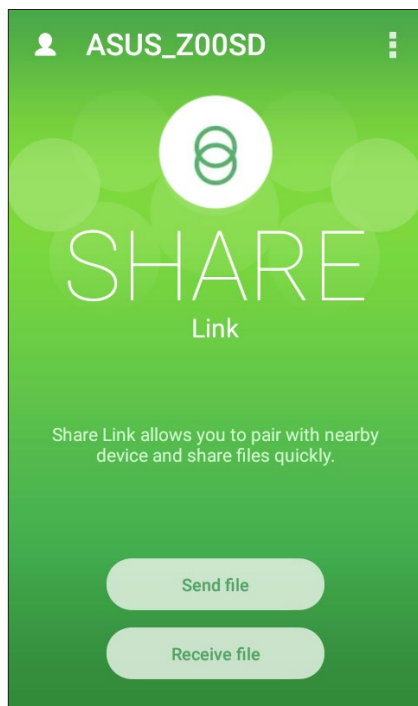 ASUS_Z00SD
SHARE
Link
Share Link allows you to pair with nearby
device and share files quickly.
Send file
Receive file